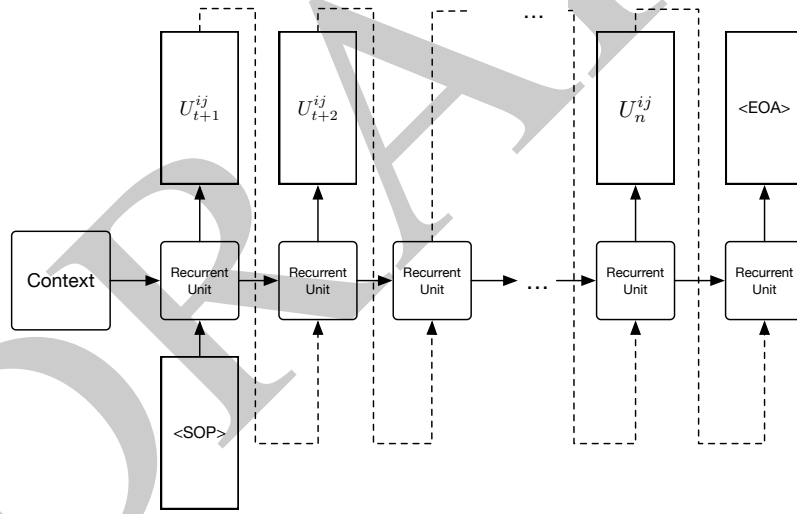 ...
U_{t+1}^{ij}
U_{t+2}^{ij}
U_n^{ij}
<EOA>
Context
Recurrent
Unit
Recurrent
Unit
Recurrent
Unit
...
Recurrent
Unit
Recurrent
Unit
<SOP>